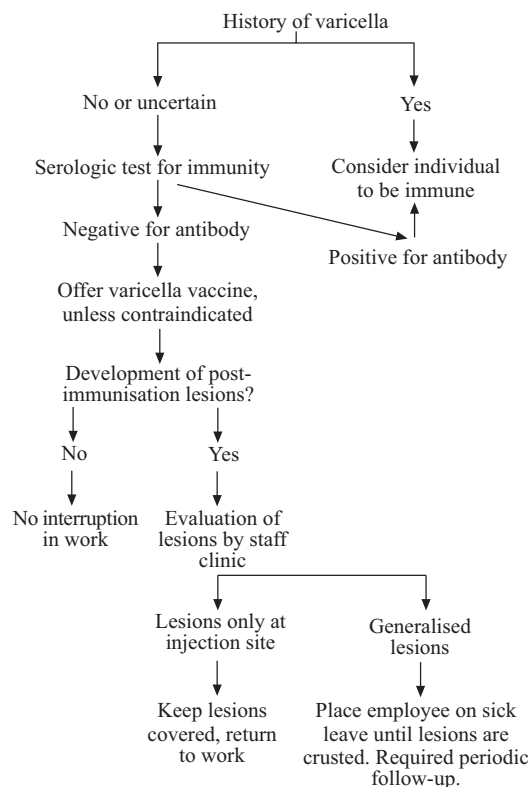 History of varicella
No or uncertain
Yes
Serologic test for immunity
Consider individual
to be immune
Negative for antibody
Positive for antibody
Offer varicella vaccine,
unless contraindicated
Development of post-
immunisation lesions?
No
Yes
No interruption
in work
Evaluation of
lesions by staff
clinic
Lesions only at
injection site
Generalised
lesions
Keep lesions
covered, return
to work
Place employee on sick
leave until lesions are
crusted. Required periodic
follow-up.